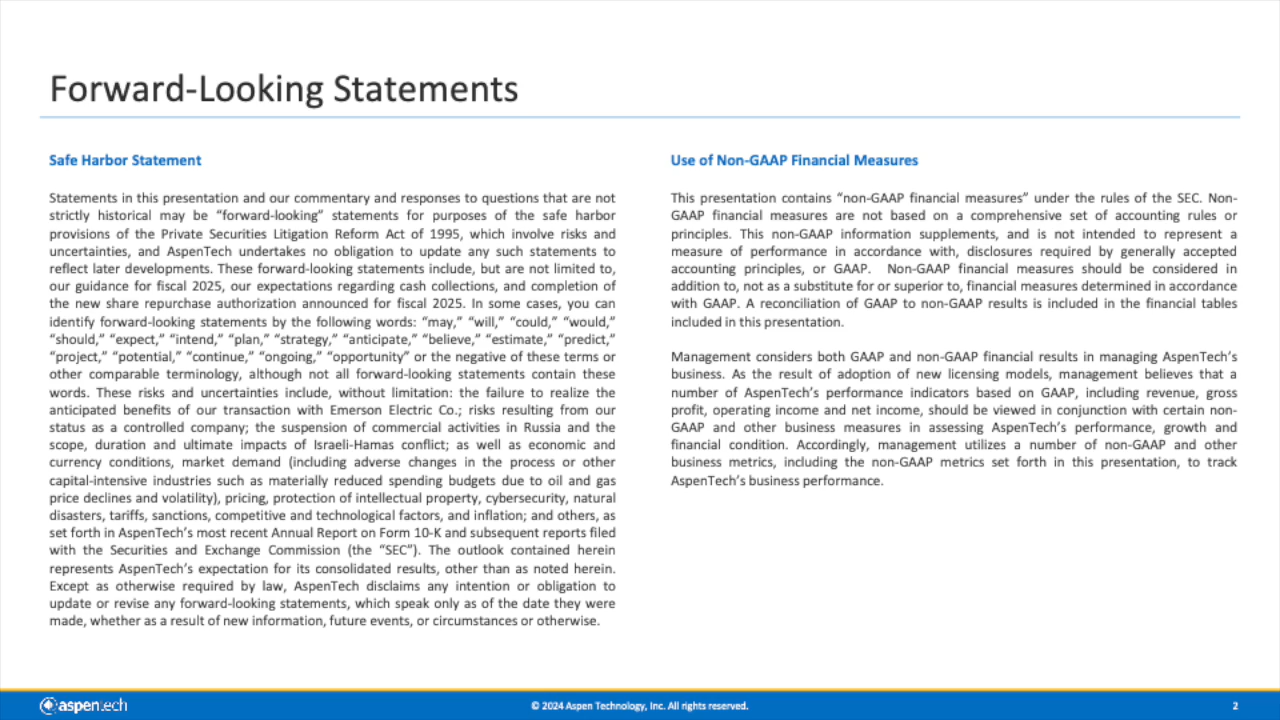 Forward-Looking Statements
Safe Harbor Statement
Statements in this presentation and our commentary and responses to questions that are not
strictly historical may be “forward-looking” statements for purposes of the safe harbor
provisions of the Private Securities Litigation Reform Act of 1995, which involve risks and
uncertainties, and AspenTech undertakes no obligation to update any such statements to
reflect later developments. These forward-looking statements include, but are not limited to,
our guidance for fiscal 2025, our expectations regarding cash collections, and completion of
the new share repurchase authorization announced for fiscal 2025. In some cases, you can
identify forward-looking statements by the following words: “may,” “will,” “could,” “would,”
“should,” “expect,” “intend,” “plan,” “strategy,” “anticipate,” “believe,” “estimate,” “predict,”
“project,” “potential,” “continue,” “ongoing,” “opportunity” or the negative of these terms or
other comparable terminology, although not all forward-looking statements contain these
words. These risks and uncertainties include, without limitation: the failure to realize the
anticipated benefits of our transaction with Emerson Electric Co.; risks resulting from our
status as a controlled company; the suspension of commercial activities in Russia and the
scope, duration and ultimate impacts of Israeli-Hamas conflict; as well as economic and
currency conditions, market demand (including adverse changes in the process or other
capital-intensive industries such as materially reduced spending budgets due to oil and gas
price declines and volatility), pricing, protection of intellectual property, cybersecurity, natural
disasters, tariffs, sanctions, competitive and technological factors, and inflation; and others, as
set forth in AspenTech’s most recent Annual Report on Form 10-K and subsequent reports filed
with the Securities and Exchange Commission (the “SEC”). The outlook contained herein
represents AspenTech’s expectation for its consolidated results, other than as noted herein.
Except as otherwise required by law, AspenTech disclaims any intention or obligation to
update or revise any forward-looking statements, which speak only as of the date they were
made, whether as a result of new information, future events, or circumstances or otherwise.
Use of Non-GAAP Financial Measures
This presentation contains “non-GAAP financial measures” under the rules of the SEC. Non-
GAAP financial measures are not based on a comprehensive set of accounting rules or
principles. This non-GAAP information supplements, and is not intended to represent a
measure of performance in accordance with, disclosures required by generally accepted
accounting principles, or GAAP. Non-GAAP financial measures should be considered in
addition to, not as a substitute for or superior to, financial measures determined in accordance
with GAAP. A reconciliation of GAAP to non-GAAP results is included in the financial tables
included in this presentation.
Management considers both GAAP and non-GAAP financial results in managing AspenTech’s
business. As the result of adoption of new licensing models, management believes that a
number of AspenTech’s performance indicators based on GAAP, including revenue, gross
profit, operating income and net income, should be viewed in conjunction with certain non-
GAAP and other business measures in assessing AspenTech’s performance, growth and
financial condition. Accordingly, management utilizes a number of non-GAAP and other
business metrics, including the non-GAAP metrics set forth in this presentation, to track
AspenTech’s business performance.
aspentech
© 2024 Aspen Technology, Inc. All rights reserved.
2